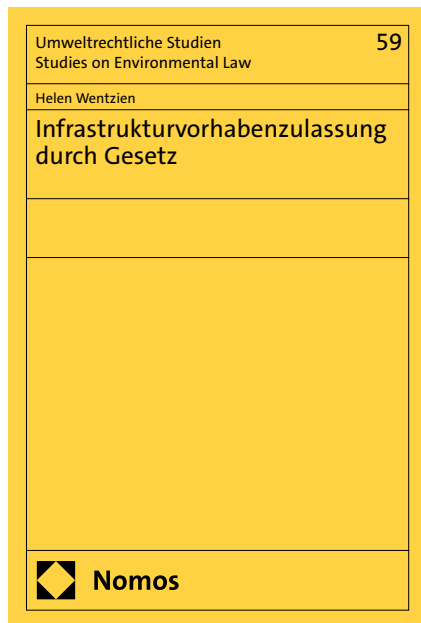 Umweltrechtliche Studien
Studies on Environmental Law
59
Helen Wentzien
Infrastrukturvorhabenzulassung
durch Gesetz
Nomos